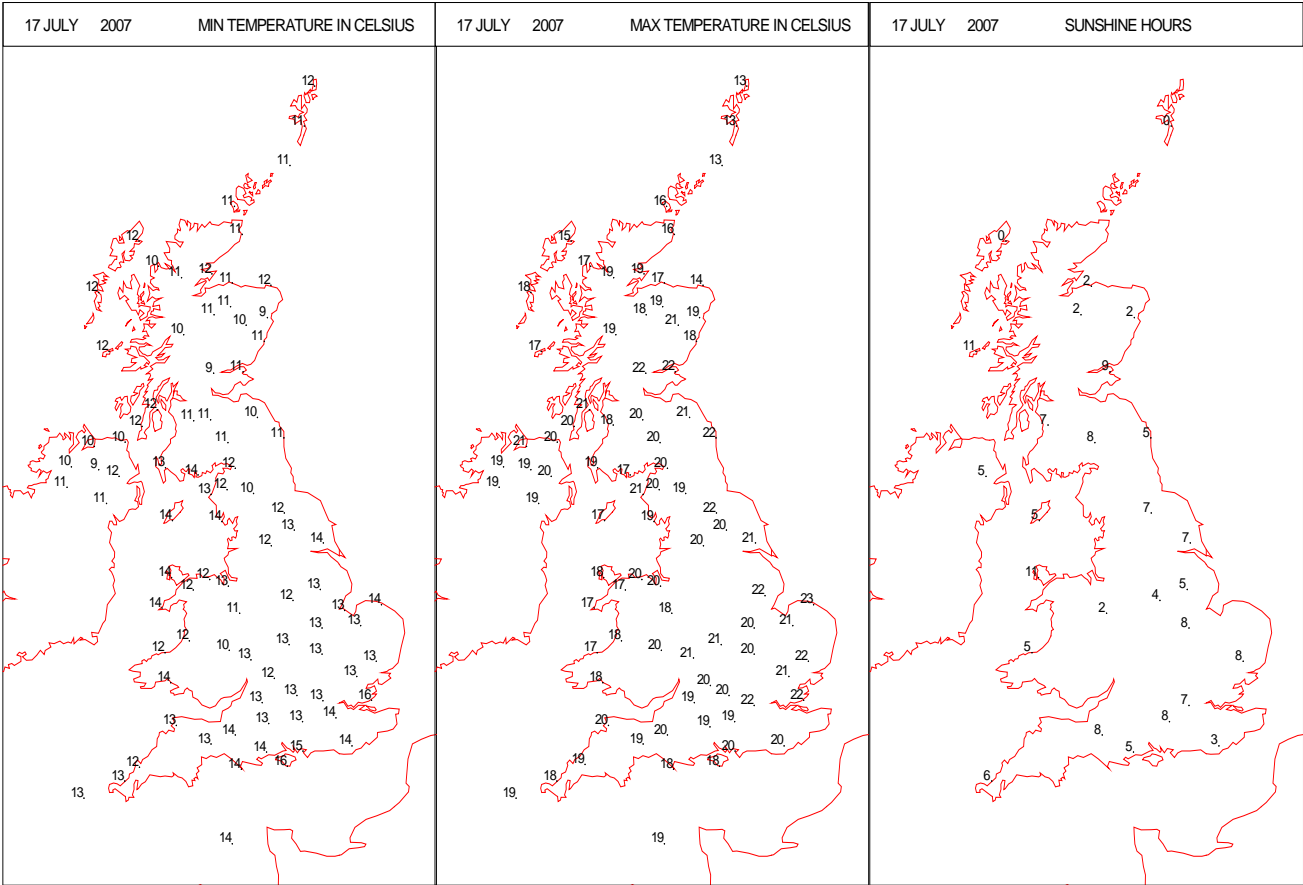 17 JULY 2007 MIN TEMPERATURE IN CELSIUS
12
11
11
11
11
12
10
11 12
11 12
12
11
11 9
10
10 11
12
9 11
12
11 11 10
12
10 10 11 11
10 9 13 12
12 14
11 13 12 10
11
14 14 12
13
12 14
14 12 13
12 13
14 11 12 13 14
13 13
12 10 13
12 13 13 13
14 12 13
13 13 13 16
13 14 13 13 14
13 14 15 14
12 14 16
13
13
14
17 JULY 2007 MAX TEMPERATURE IN CELSIUS
13
13
13
16
16
15
17
19 19
17 14
18
19
18 19
21
19 18
17
22 22
21
20 18 20 21
21 20 20 22
19 19 19 20
20 17
19 21 20 19
19
17 19 22
20
20 21
18 20
17 20 22
17 18 23
20 21
18 20 21
17 21 20 22
18 20 21
19 20 22 22
20 20 19 19
19 20 20
19 18 18
18
19
19
17 JULY 2007 SUNSHINE HOURS
0
0
2
2 2
11
9
7
8 5
5
5 7
7
11
4 5
2
8
5 8
7
8 8
5 3
6